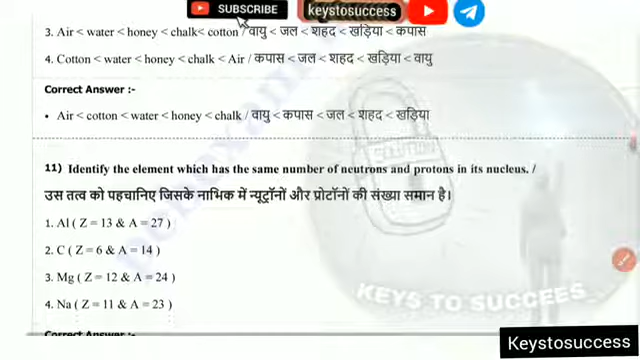 SUBSCRIBE
keystosuccess
3. Air < water < honey < chalk< cotton / वायु < जल < शहद < खड़िया < कपास
4. Cotton < water < honey < chalk < Air / कपास < जल < शहद < खड़िया < वायु
Correct Answer :-
• Air < cotton < water < honey < chalk / वायु < कपास < जल < शहद < खड़िया
11) Identify the element which has the same number of neutrons and protons in its nucleus. /
उस तत्व को पहचानिए जिसके नाभिक में न्यूट्रॉनों और प्रोटॉनों की संख्या समान है।
1. Al ( Z = 13 & A = 27 )
2. C ( Z = 6 & A = 14 )
3. Mg ( Z = 12 & A = 24 )
4. Na ( Z = 11 & A = 23 )
KEYS TO SUCCEES
Correct Answer :-
Keystosuccess